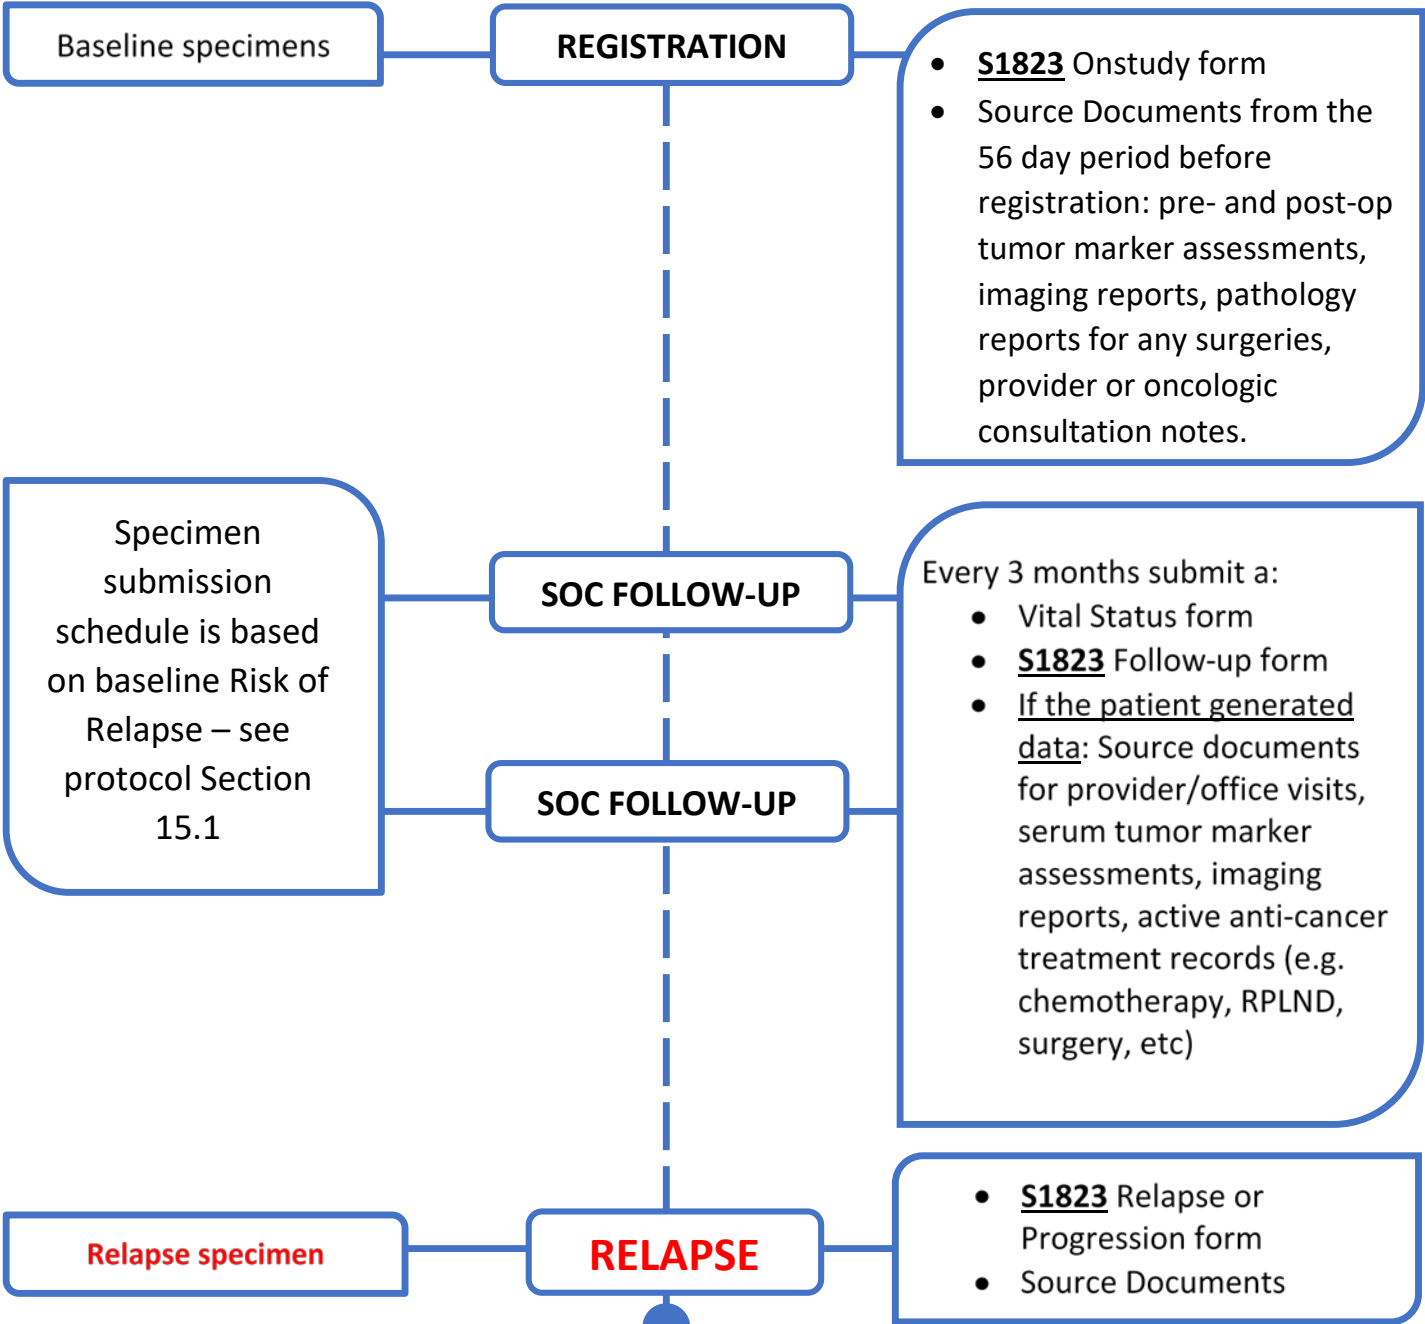 Baseline specimens
REGISTRATION
• S1823 Onstudy form
• Source Documents from the
56 day period before
registration: pre- and post-op
tumor marker assessments,
imaging reports, pathology
reports for any surgeries,
provider or oncologic
consultation notes.
Specimen
submission
schedule is based
on baseline Risk of
Relapse – see
protocol Section
15.1
SOC FOLLOW-UP
SOC FOLLOW-UP
Every 3 months submit a:
• Vital Status form
• S1823 Follow-up form
• If the patient generated
data: Source documents
for provider/office visits,
serum tumor marker
assessments, imaging
reports, active anti-cancer
treatment records (e.g.
chemotherapy, RPLND,
surgery, etc)
Relapse specimen
RELAPSE
• S1823 Relapse or
Progression form
• Source Documents